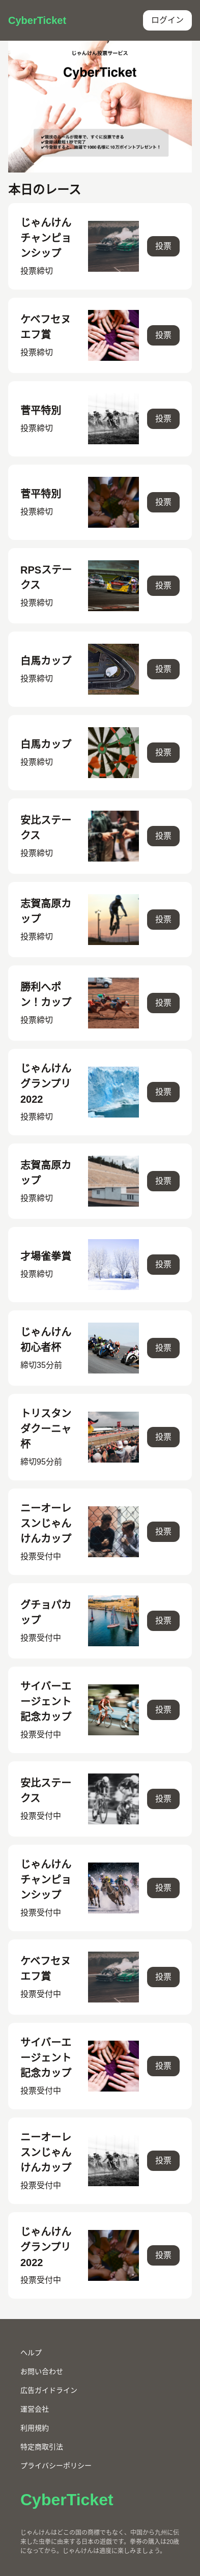 CyberTicket
ログイン
じゃんけん投票サービス
CyberTicket
✓競技のルールが簡単で、すぐに投票できる
✓登録は最短1分で完了
✓今登録すると、抽選で1000名様に10万ポイントプレゼント！
本日のレース
じゃんけん
チャンピョ
ンシップ
投票締切
投票
ケベフセヌ
エフ賞
投票締切
投票
菅平特別
投票締切
投票
菅平特別
投票締切
投票
RPSステー
クス
投票締切
投票
白馬カップ
投票締切
投票
白馬カップ
投票締切
投票
安比ステー
クス
投票締切
投票
志賀高原カ
ップ
投票締切
投票
勝利へポ
ン！カップ
投票締切
投票
じゃんけん
グランプリ
2022
投票締切
投票
志賀高原カ
ップ
投票締切
投票
才場雀拳賞
投票締切
投票
じゃんけん
初心者杯
締切35分前
投票
トリスタン
ダクーニャ
杯
締切95分前
投票
ニーオーレ
スンじゃん
けんカップ
投票受付中
投票
グチョパカ
ップ
投票受付中
投票
サイバーエ
ージェント
記念カップ
投票受付中
投票
安比ステー
クス
投票受付中
投票
じゃんけん
チャンピョ
ンシップ
投票受付中
投票
ケベフセヌ
エフ賞
投票受付中
投票
サイバーエ
ージェント
記念カップ
投票受付中
投票
ニーオーレ
スンじゃん
けんカップ
投票受付中
投票
じゃんけん
グランプリ
2022
投票受付中
投票
ヘルプ
お問い合わせ
広告ガイドライン
運営会社
利用規約
特定商取引法
プライバシーポリシー
CyberTicket
じゃんけんはどこの国の商標でもなく、中国から九州に伝
来した虫拳に由来する日本の遊戯です。拳券の購入は20歳
になってから。じゃんけんは適度に楽しみましょう。